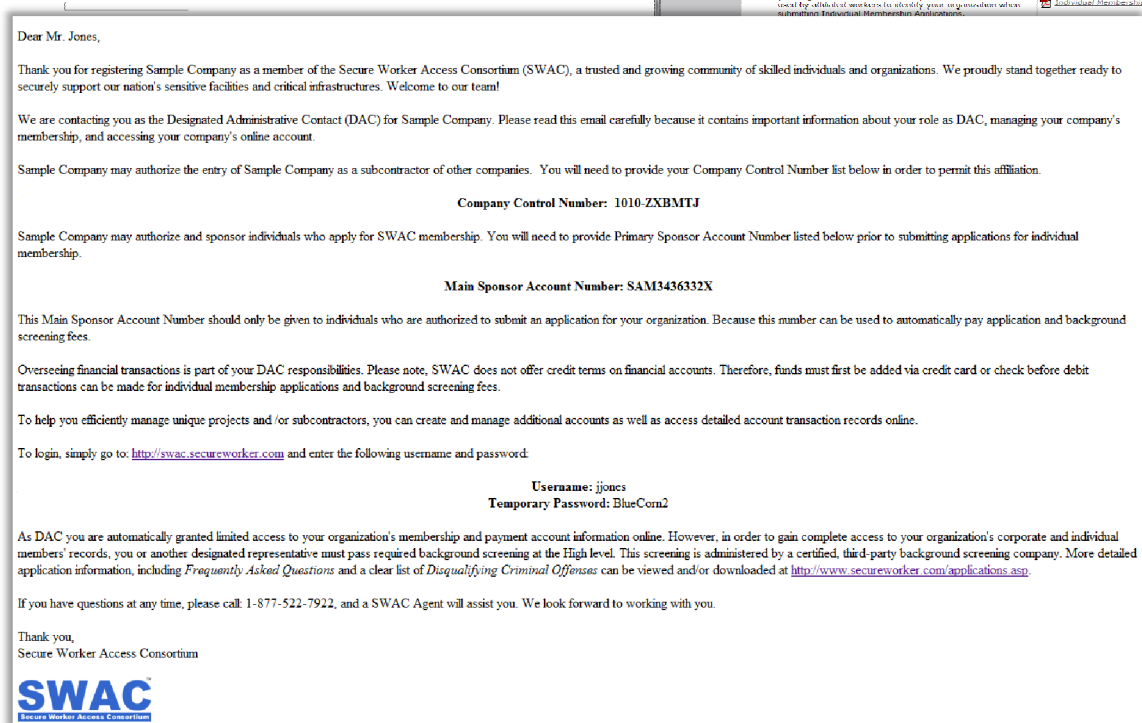 used by affiliated workers to identify your organization when
submitting Individual Membership Applications.
Individual Membershi
Dear Mr. Jones,
Thank you for registering Sample Company as a member of the Secure Worker Access Consortium (SWAC), a trusted and growing community of skilled individuals and organizations. We proudly stand together ready to
securely support our nation's sensitive facilities and critical infrastructures. Welcome to our team!
We are contacting you as the Designated Administrative Contact (DAC) for Sample Company. Please read this email carefully because it contains important information about your role as DAC, managing your company's
membership, and accessing your company's online account.
Sample Company may authorize the entry of Sample Company as a subcontractor of other companies. You will need to provide your Company Control Number list below in order to permit this affiliation.
Company Control Number: 1010-ZXBMTJ
Sample Company may authorize and sponsor individuals who apply for SWAC membership. You will need to provide Primary Sponsor Account Number listed below prior to submitting applications for individual
membership.
Main Sponsor Account Number: SAM3436332X
This Main Sponsor Account Number should only be given to individuals who are authorized to submit an application for your organization. Because this number can be used to automatically pay application and background
screening fees.
Overseeing financial transactions is part of your DAC responsibilities. Please note, SWAC does not offer credit terms on financial accounts. Therefore, funds must first be added via credit card or check before debit
transactions can be made for individual membership applications and background screening fees.
To help you efficiently manage unique projects and /or subcontractors, you can create and manage additional accounts as well as access detailed account transaction records online.
To login, simply go to: http://swac.secureworker.com and enter the following username and password:
Username: jjones
Temporary Password: BlueCorn2
As DAC you are automatically granted limited access to your organization's membership and payment account information online. However, in order to gain complete access to your organization's corporate and individual
members' records, you or another designated representative must pass required background screening at the High level. This screening is administered by a certified, third-party background screening company. More detailed
application information, including Frequently Asked Questions and a clear list of Disqualifying Criminal Offenses can be viewed and/or downloaded at http://www.secureworker.com/applications.asp.
If you have questions at any time, please call: 1-877-522-7922, and a SWAC Agent will assist you. We look forward to working with you.
Thank you,
Secure Worker Access Consortium
SWAC
Secure Worker Access Consortium